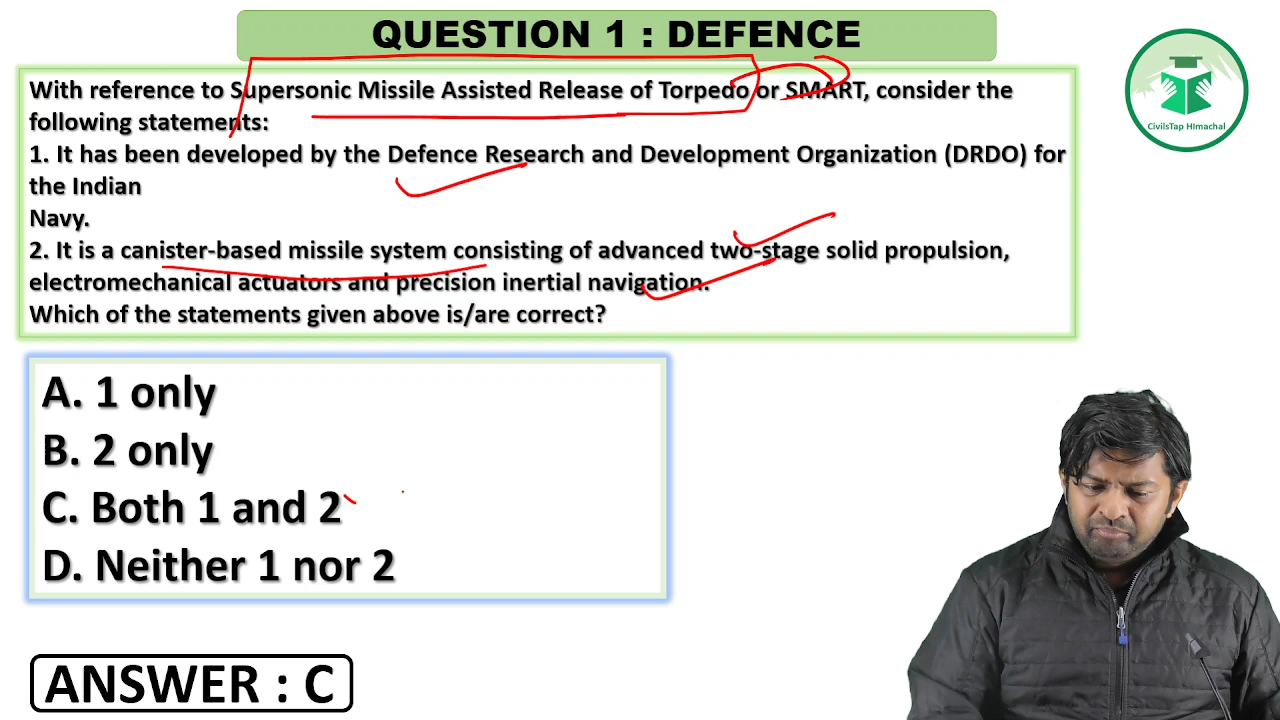 QUESTION 1 : DEFENCE
With reference to Supersonic Missile Assisted Release of Torpedo or SMART, consider the
following statements:
1. It has been developed by the Defence Research and Development Organization (DRDO) for
the Indian
Navy.
2. It is a canister-based missile system consisting of advanced two-stage solid propulsion,
electromechanical actuators and precision inertial navigation.
Which of the statements given above is/are correct?
CivilsTap HImachal
A. 1 only
B. 2 only
C. Both 1 and 2
D. Neither 1 nor 2
ANSWER : C